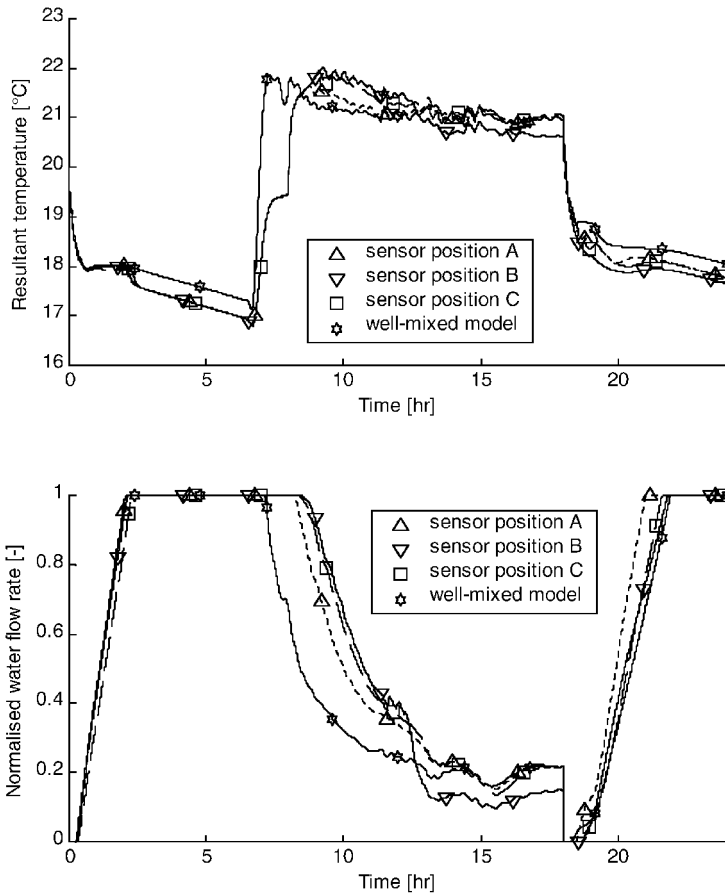 23
22
21
20
19
18
17
16
Resultant temperature [°C]
sensor position A
sensor position B
sensor position C
well-mixed model
0
5
10
15
20
Time [hr]
1
0.8
0.6
0.4
0.2
0
Normalised water flow rate [-]
sensor position A
sensor position B
sensor position C
well-mixed model
0
5
10
15
20
Time [hr]